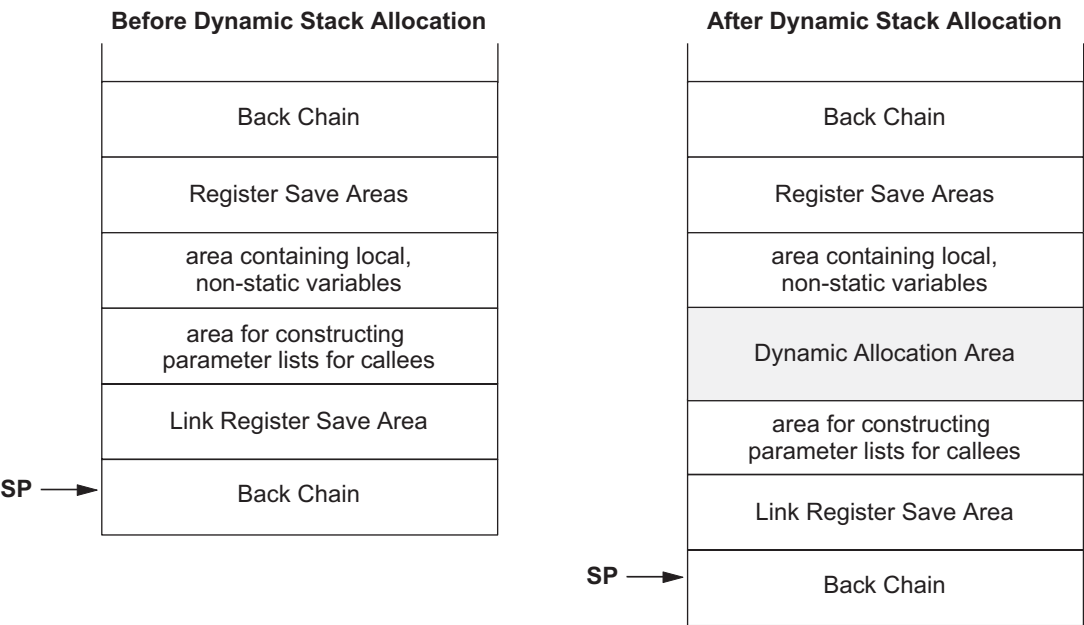 Before Dynamic Stack Allocation
Back Chain
Register Save Areas
area containing local,
non-static variables
area for constructing
parameter lists for callees
Link Register Save Area
SP
Back Chain
After Dynamic Stack Allocation
Back Chain
Register Save Areas
area containing local,
non-static variables
Dynamic Allocation Area
area for constructing
parameter lists for callees
Link Register Save Area
SP
Back Chain